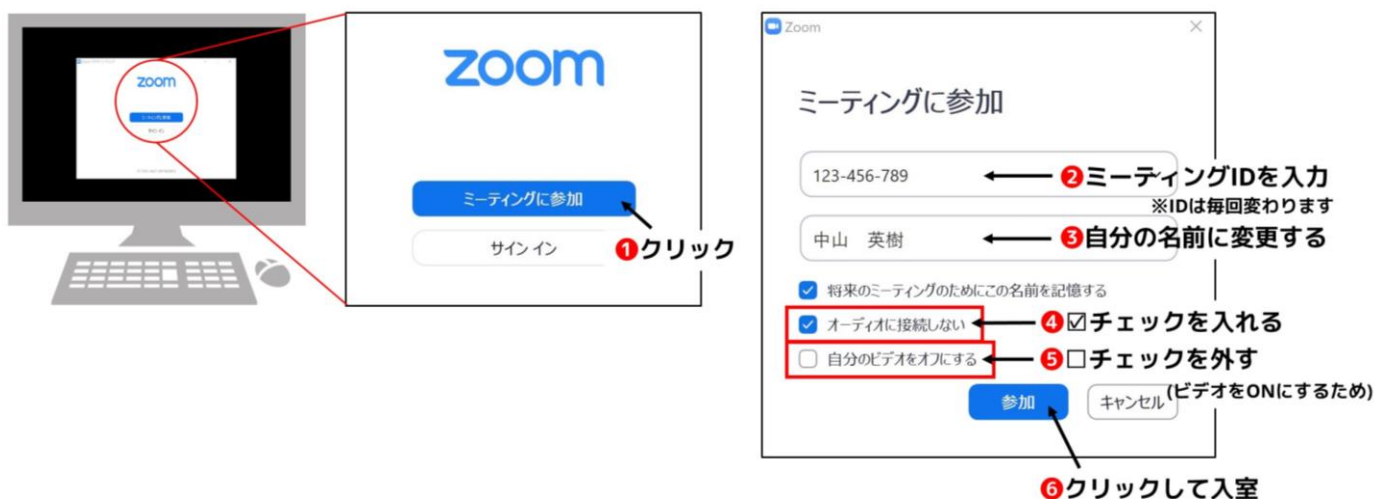 zoom
zoom
ミーティングに参加
サイン イン
❶クリック
Zoom
ミーティングに参加
123-456-789
❷ミーティングIDを入力
※IDは毎回変わります
中山 英樹
❸自分の名前に変更する
☑ 将来のミーティングのためにこの名前を記憶する
☑ オーディオに接続しない
❹☑チェックを入れる
□ 自分のビデオをオフにする
❺□チェックを外す
(ビデオをONにするため)
参加
キャンセル
❻クリックして入室